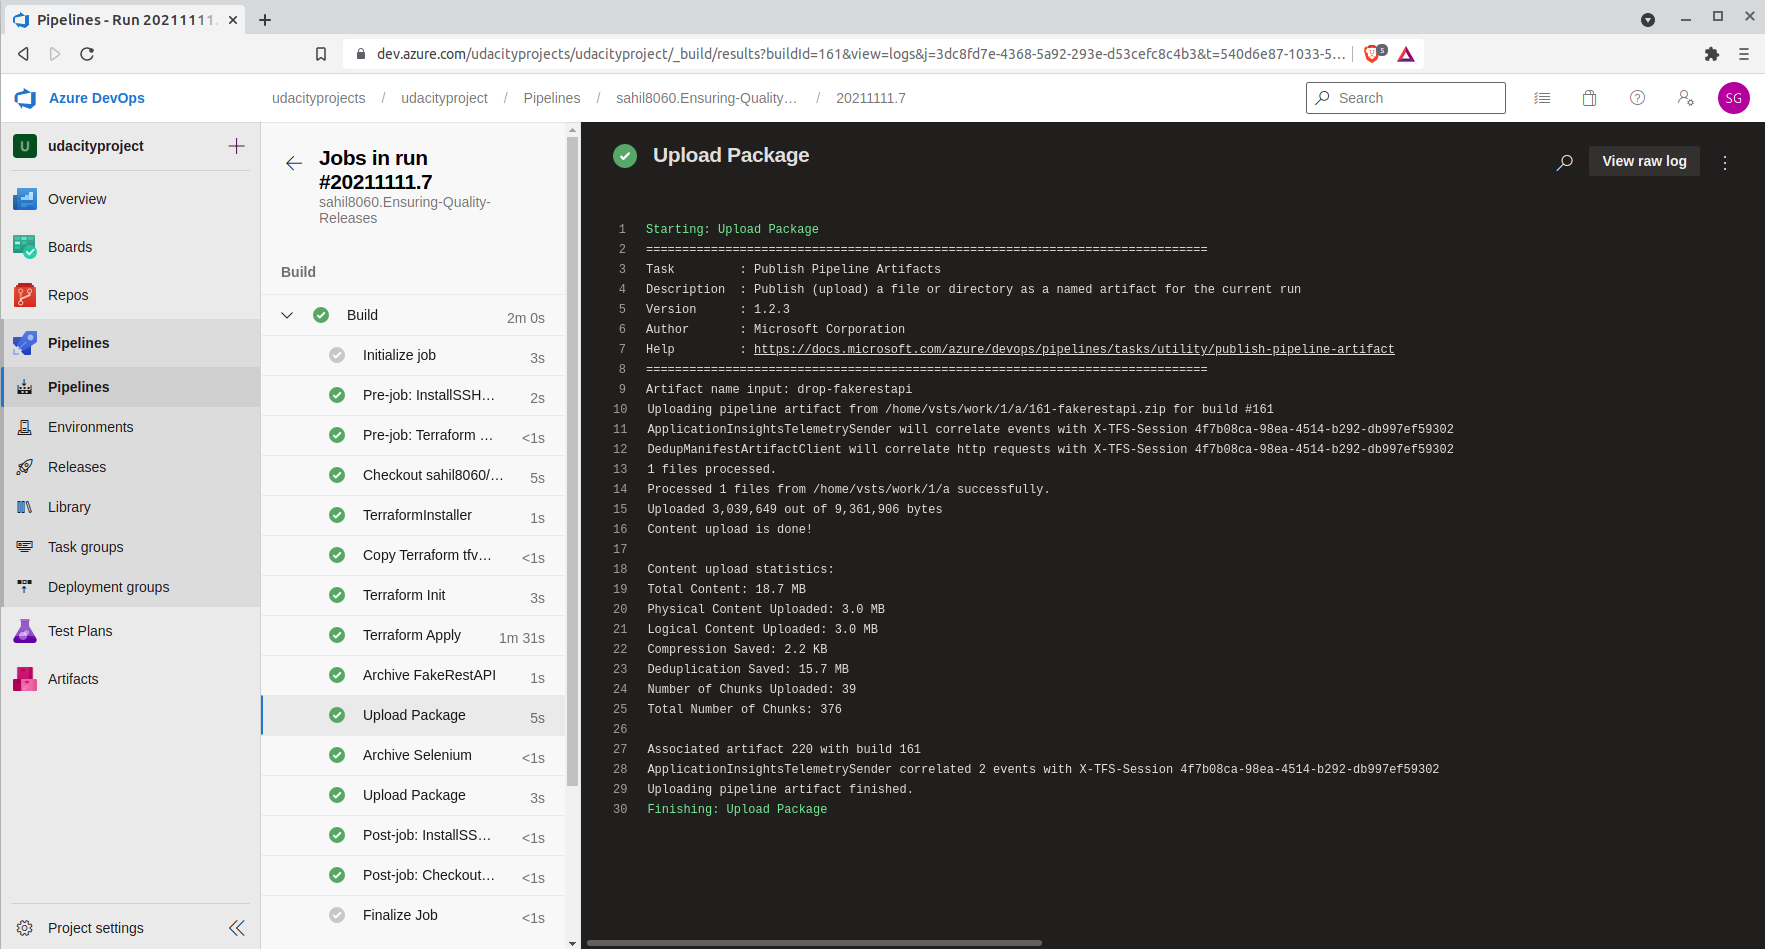 Pipelines - Run 20211111.
dev.azure.com/udacityprojects/udacityproject/_build/results?buildId=161&view=logs&j=3dc8fd7e-4368-5a92-293e-d53cefc8c4b3&t=540d6e87-1033-5...
5
Azure DevOps
udacityprojects / udacityproject / Pipelines / sahil8060.Ensuring-Quality... / 20211111.7
Search
SG
U udacityproject
Overview
Boards
Repos
Pipelines
Pipelines
Environments
Releases
Library
Task groups
Deployment groups
Test Plans
Artifacts
Project settings
Jobs in run
#20211111.7
sahil8060.Ensuring-Quality-
Releases
Build
Build 2m 0s
Initialize job 3s
Pre-job: InstallSSH... 2s
Pre-job: Terraform ... <1s
Checkout sahil8060/... 5s
TerraformInstaller 1s
Copy Terraform tfv... <1s
Terraform Init 3s
Terraform Apply 1m 31s
Archive FakeRestAPI 1s
Upload Package 5s
Archive Selenium <1s
Upload Package 3s
Post-job: InstallSS... <1s
Post-job: Checkout... <1s
Finalize Job <1s
Upload Package
View raw log
1 Starting: Upload Package
2 ==============================================================================
3 Task         : Publish Pipeline Artifacts
4 Description  : Publish (upload) a file or directory as a named artifact for the current run
5 Version      : 1.2.3
6 Author       : Microsoft Corporation
7 Help         : https://docs.microsoft.com/azure/devops/pipelines/tasks/utility/publish-pipeline-artifact
8 ==============================================================================
9 Artifact name input: drop-fakerestapi
10 Uploading pipeline artifact from /home/vsts/work/1/a/161-fakerestapi.zip for build #161
11 ApplicationInsightsTelemetrySender will correlate events with X-TFS-Session 4f7b08ca-98ea-4514-b292-db997ef59302
12 DedupManifestArtifactClient will correlate http requests with X-TFS-Session 4f7b08ca-98ea-4514-b292-db997ef59302
13 1 files processed.
14 Processed 1 files from /home/vsts/work/1/a successfully.
15 Uploaded 3,039,649 out of 9,361,906 bytes
16 Content upload is done!
17
18 Content upload statistics:
19 Total Content: 18.7 MB
20 Physical Content Uploaded: 3.0 MB
21 Logical Content Uploaded: 3.0 MB
22 Compression Saved: 2.2 KB
23 Deduplication Saved: 15.7 MB
24 Number of Chunks Uploaded: 39
25 Total Number of Chunks: 376
26
27 Associated artifact 220 with build 161
28 ApplicationInsightsTelemetrySender correlated 2 events with X-TFS-Session 4f7b08ca-98ea-4514-b292-db997ef59302
29 Uploading pipeline artifact finished.
30 Finishing: Upload Package